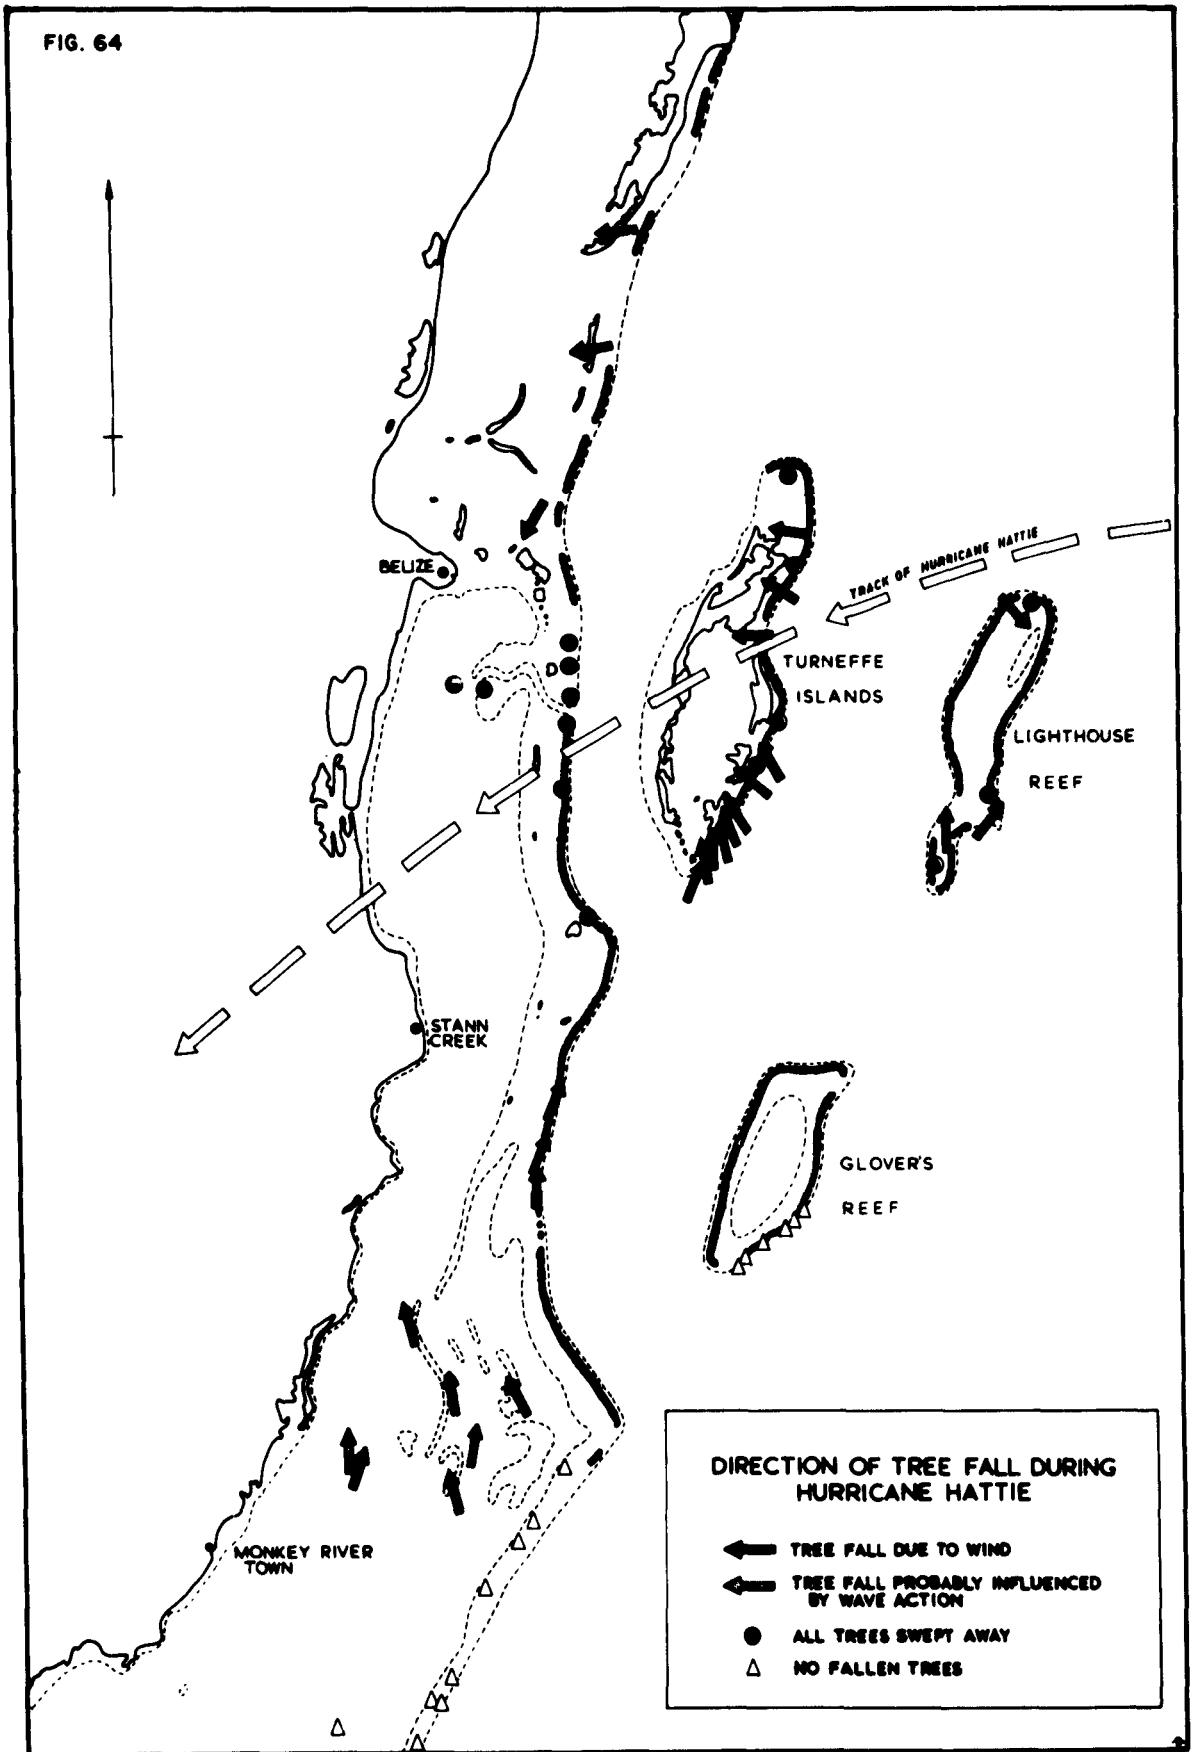 FIG. 64
BELIZE
TRACK OF HURRICANE HATTIE
TURNEFFE
ISLANDS
LIGHTHOUSE
REEF
STANN
CREEK
GLOVER'S
REEF
MONKEY RIVER
TOWN
DIRECTION OF TREE FALL DURING
HURRICANE HATTIE
TREE FALL DUE TO WIND
TREE FALL PROBABLY INFLUENCED
BY WAVE ACTION
ALL TREES SWEPT AWAY
NO FALLEN TREES